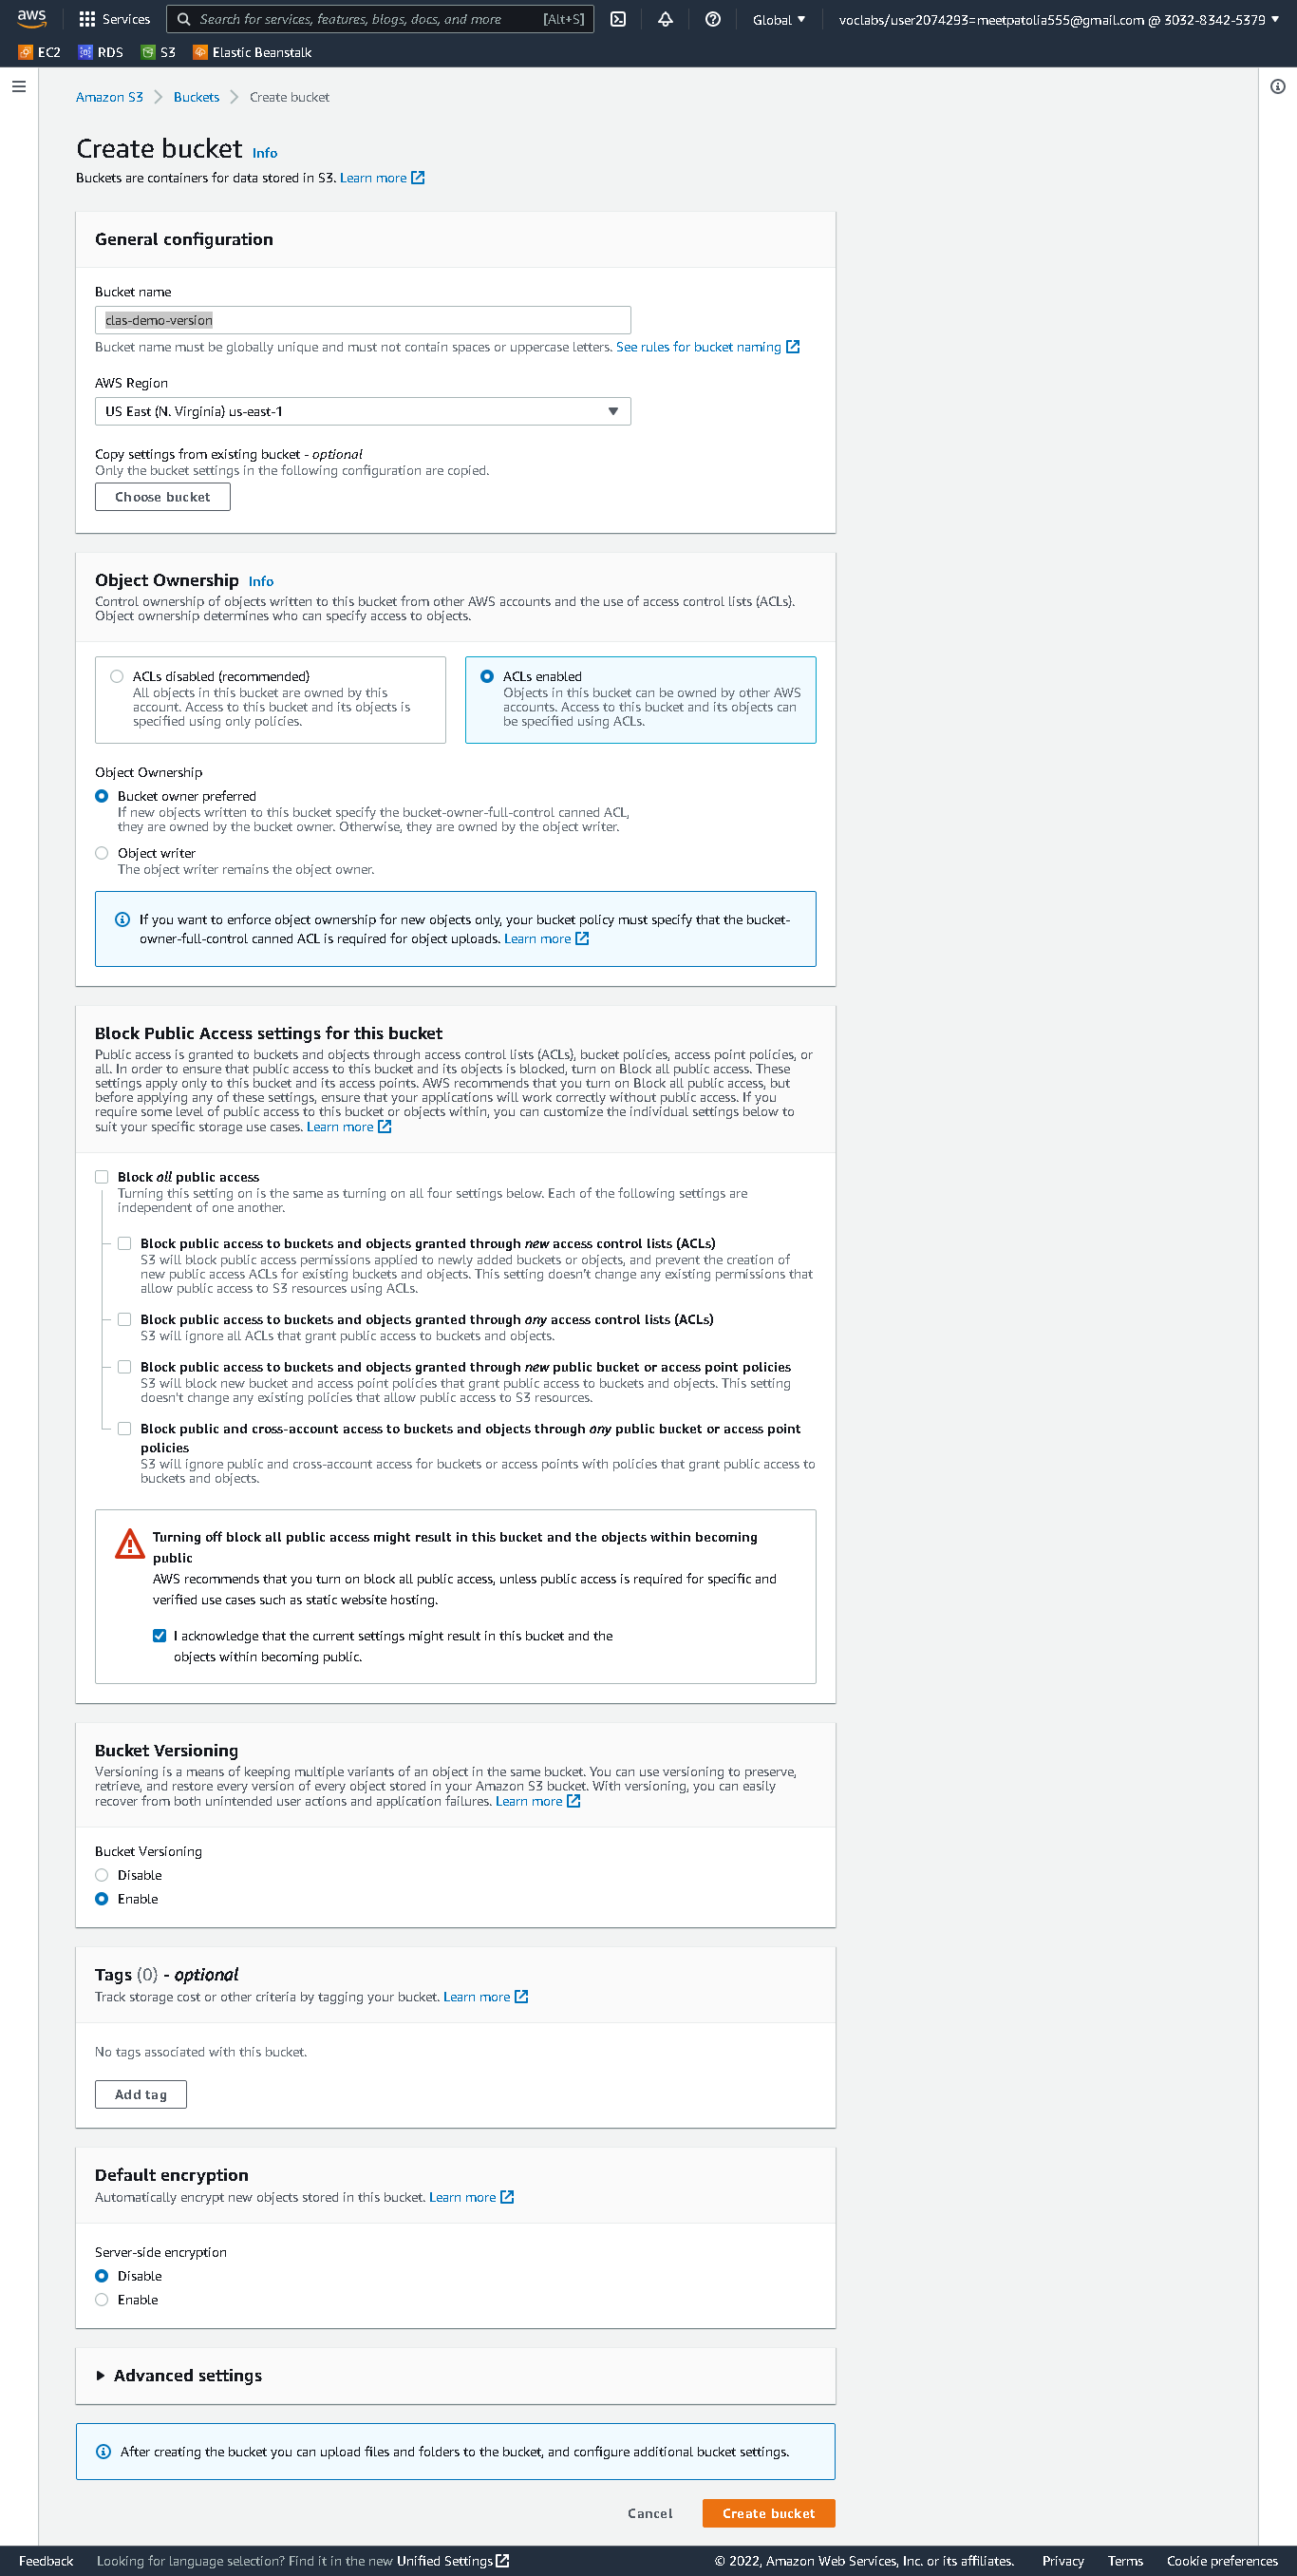 aws
Services
Search for services, features, blogs, docs, and more [Alt+S]
Global
voclabs/user2074293=meetpatolia555@gmail.com @ 3032-8342-5379
EC2 RDS S3 Elastic Beanstalk
Amazon S3 Buckets Create bucket
Create bucket Info
Buckets are containers for data stored in S3. Learn more
General configuration
Bucket name
clas-demo-version
Bucket name must be globally unique and must not contain spaces or uppercase letters. See rules for bucket naming
AWS Region
US East (N. Virginia) us-east-1
Copy settings from existing bucket - optional
Only the bucket settings in the following configuration are copied.
Choose bucket
Object Ownership Info
Control ownership of objects written to this bucket from other AWS accounts and the use of access control lists (ACLs).
Object ownership determines who can specify access to objects.
ACLs disabled (recommended)
All objects in this bucket are owned by this
account. Access to this bucket and its objects is
specified using only policies.
ACLs enabled
Objects in this bucket can be owned by other AWS
accounts. Access to this bucket and its objects can
be specified using ACLs.
Object Ownership
Bucket owner preferred
If new objects written to this bucket specify the bucket-owner-full-control canned ACL,
they are owned by the bucket owner. Otherwise, they are owned by the object writer.
Object writer
The object writer remains the object owner.
If you want to enforce object ownership for new objects only, your bucket policy must specify that the bucket-
owner-full-control canned ACL is required for object uploads. Learn more
Block Public Access settings for this bucket
Public access is granted to buckets and objects through access control lists (ACLs), bucket policies, access point policies, or
all. In order to ensure that public access to this bucket and its objects is blocked, turn on Block all public access. These
settings apply only to this bucket and its access points. AWS recommends that you turn on Block all public access, but
before applying any of these settings, ensure that your applications will work correctly without public access. If you
require some level of public access to this bucket or objects within, you can customize the individual settings below to
suit your specific storage use cases. Learn more
Block all public access
Turning this setting on is the same as turning on all four settings below. Each of the following settings are
independent of one another.
Block public access to buckets and objects granted through new access control lists (ACLs)
S3 will block public access permissions applied to newly added buckets or objects, and prevent the creation of
new public access ACLs for existing buckets and objects. This setting doesn't change any existing permissions that
allow public access to S3 resources using ACLs.
Block public access to buckets and objects granted through any access control lists (ACLs)
S3 will ignore all ACLs that grant public access to buckets and objects.
Block public access to buckets and objects granted through new public bucket or access point policies
S3 will block new bucket and access point policies that grant public access to buckets and objects. This setting
doesn't change any existing policies that allow public access to S3 resources.
Block public and cross-account access to buckets and objects through any public bucket or access point
policies
S3 will ignore public and cross-account access for buckets or access points with policies that grant public access to
buckets and objects.
Turning off block all public access might result in this bucket and the objects within becoming
public
AWS recommends that you turn on block all public access, unless public access is required for specific and
verified use cases such as static website hosting.
I acknowledge that the current settings might result in this bucket and the
objects within becoming public.
Bucket Versioning
Versioning is a means of keeping multiple variants of an object in the same bucket. You can use versioning to preserve,
retrieve, and restore every version of every object stored in your Amazon S3 bucket. With versioning, you can easily
recover from both unintended user actions and application failures. Learn more
Bucket Versioning
Disable
Enable
Tags (0) - optional
Track storage cost or other criteria by tagging your bucket. Learn more
No tags associated with this bucket.
Add tag
Default encryption
Automatically encrypt new objects stored in this bucket. Learn more
Server-side encryption
Disable
Enable
Advanced settings
After creating the bucket you can upload files and folders to the bucket, and configure additional bucket settings.
Cancel Create bucket
Feedback Looking for language selection? Find it in the new Unified Settings © 2022, Amazon Web Services, Inc. or its affiliates. Privacy Terms Cookie preferences